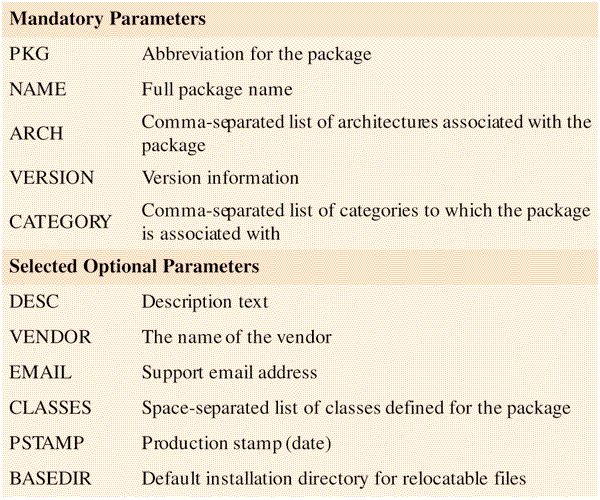 Mandatory Parameters
PKG Abbreviation for the package
NAME Full package name
ARCH Comma-separated list of architectures associated with the
package
VERSION Version information
CATEGORY Comma-separated list of categories to which the package
is associated with
Selected Optional Parameters
DESC Description text
VENDOR The name of the vendor
EMAIL Support email address
CLASSES Space-separated list of classes defined for the package
PSTAMP Production stamp (date)
BASEDIR Default installation directory for relocatable files